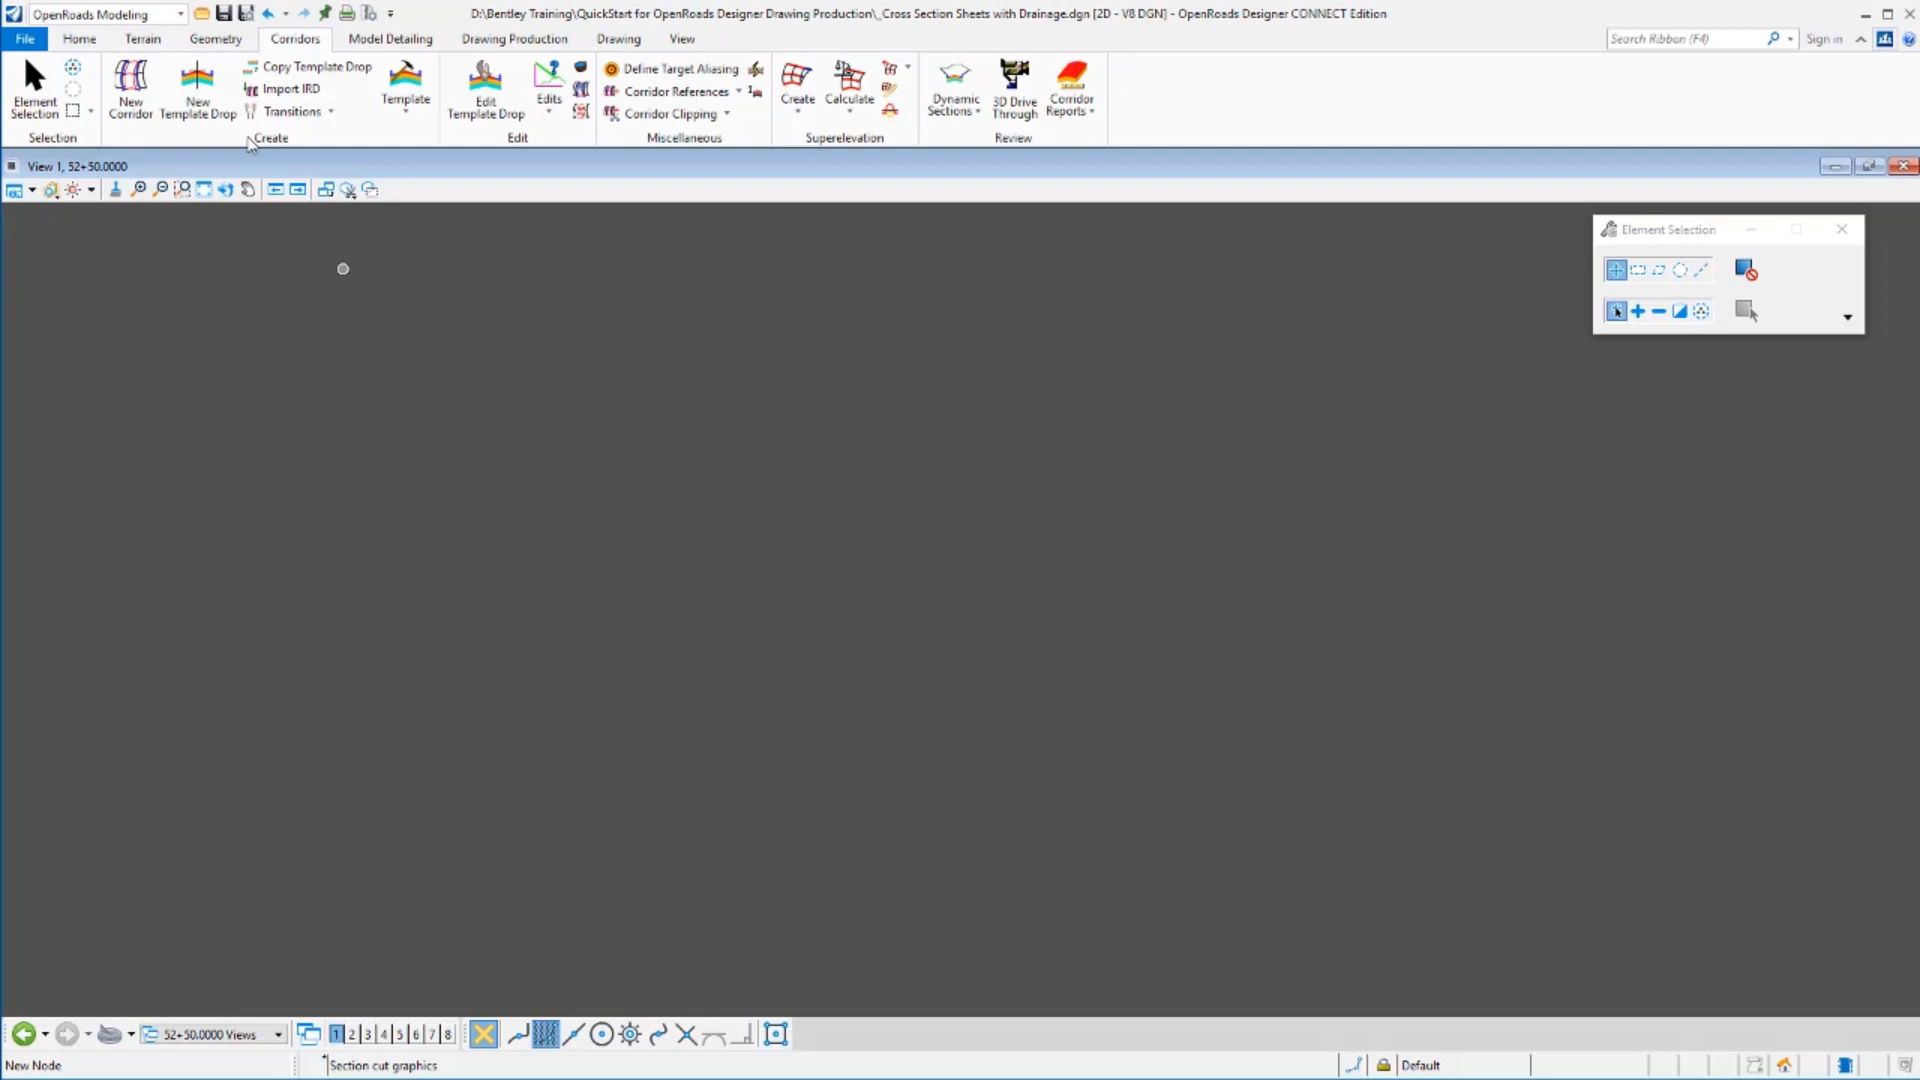 OpenRoads Modeling
D:\Bentley Training\QuickStart for OpenRoads Designer Drawing Production\_Cross Section Sheets with Drainage.dgn [2D - V8 DGN] - OpenRoads Designer CONNECT Edition
File Home Terrain Geometry Corridors Model Detailing Drawing Production Drawing View
Search Ribbon (F4)
Sign in
Element Selection
Selection
New Corridor
New Template Drop
Copy Template Drop
Import IRD
Transitions
Template
Create
Edit Template Drop
Edits
Edit
Define Target Aliasing
Corridor References
Corridor Clipping
Miscellaneous
Create
Calculate
Superelevation
Dynamic Sections
3D Drive Through
Corridor Reports
Review
View 1, 52+50.0000
Element Selection
52+50.0000 Views
1 2 3 4 5 6 7 8
New Node
Section cut graphics
Default